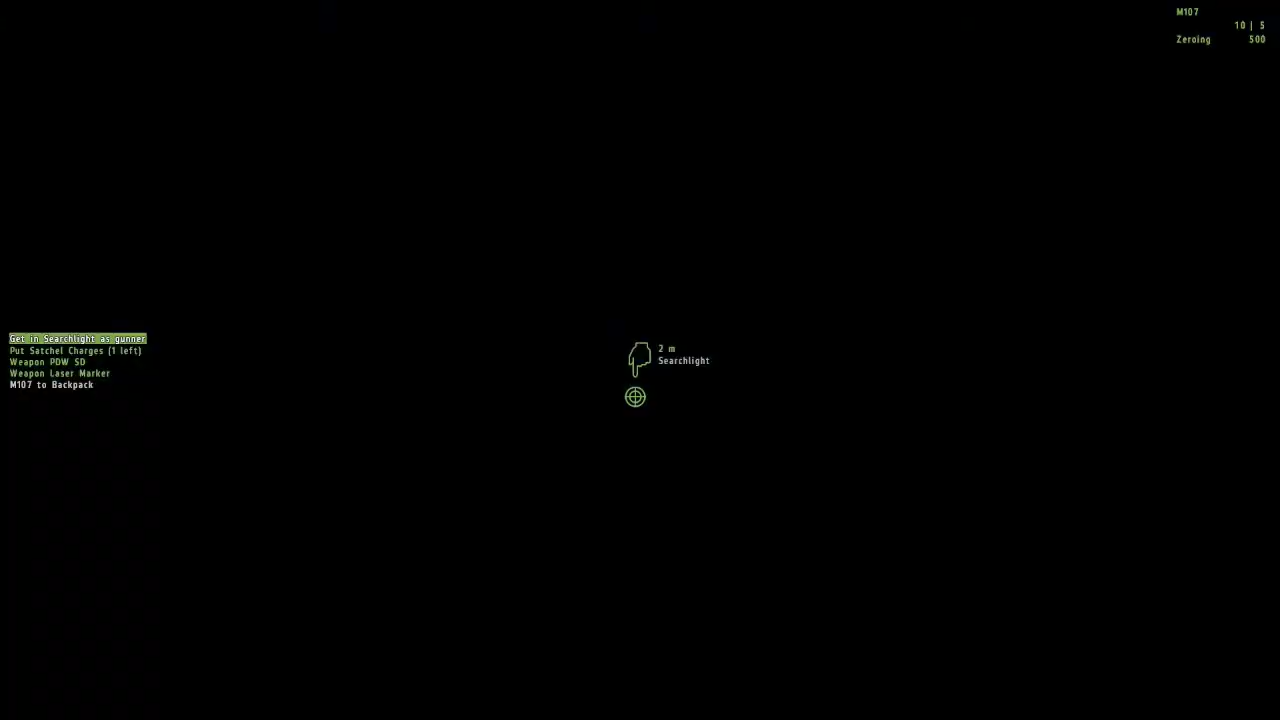 M107
10 | 5
Zeroing 500
Get in Searchlight as gunner
Put Satchel Charges (1 left)
Weapon PDW SD
Weapon Laser Marker
M107 to Backpack
2 m
Searchlight